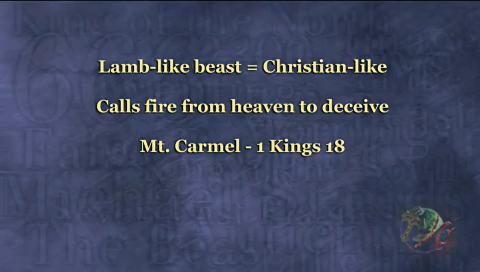 Lamb-like beast = Christian-like
Calls fire from heaven to deceive
Mt. Carmel - 1 Kings 18